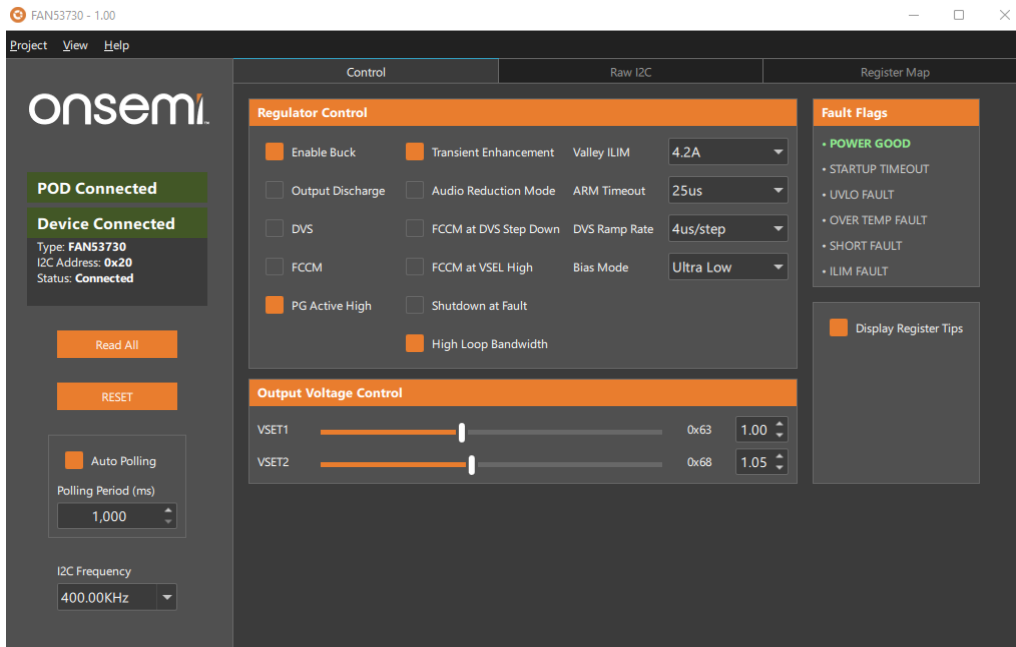 FAN53730 - 1.00
Project View Help
onsemi
Control Raw I2C Register Map
POD Connected
Device Connected
Type: FAN53730
I2C Address: 0x20
Status: Connected
Read All
RESET
Auto Polling
Polling Period (ms)
1,000
I2C Frequency
400.00KHz
Regulator Control
Enable Buck Transient Enhancement Valley ILIM 4.2A
Output Discharge Audio Reduction Mode ARM Timeout 25us
DVS FCCM at DVS Step Down DVS Ramp Rate 4us/step
FCCM FCCM at VSEL High Bias Mode Ultra Low
PG Active High Shutdown at Fault
High Loop Bandwidth
Output Voltage Control
VSET1 0x63 1.00
VSET2 0x68 1.05
Fault Flags
• POWER GOOD
• STARTUP TIMEOUT
• UVLO FAULT
• OVER TEMP FAULT
• SHORT FAULT
• ILIM FAULT
Display Register Tips